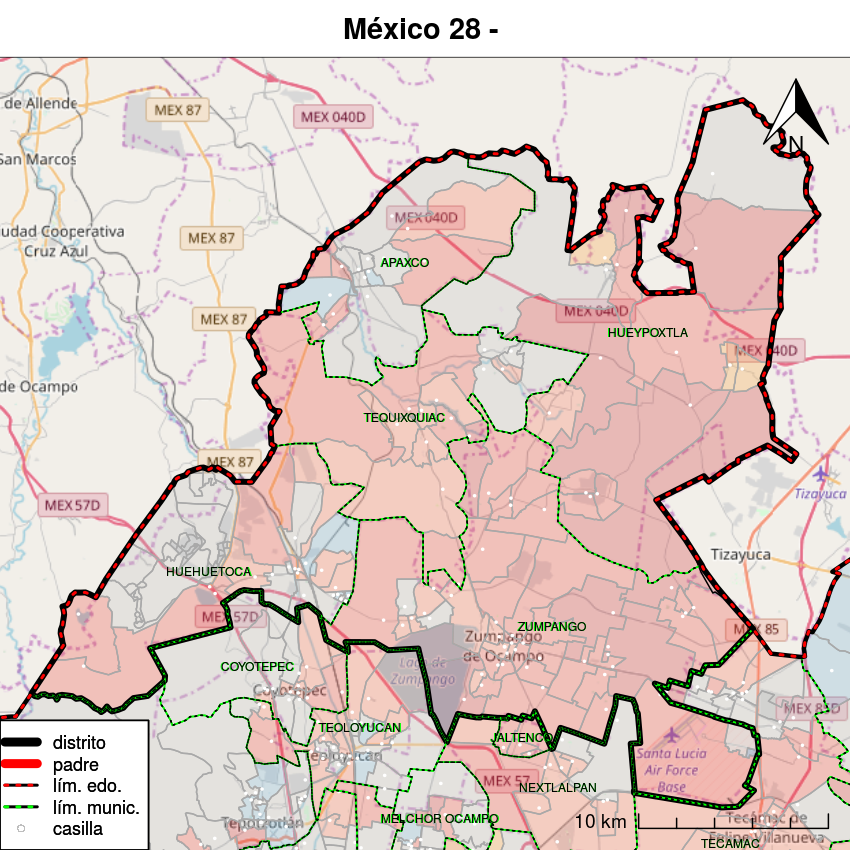 México 28 -
de Allende
MEX 87
MEX 040D
N
San Marcos
MEX 040D
udad Cooperativa
Cruz Azul
MEX 87
APAXCO
MEX 87
MEX 040D
HUEYPOXTLA
MEX 040D
de Ocampo
TEQUIXQUIAC
MEX 87
MEX 57D
Tizayuca
Tizayuca
HUEHUETOCA
MEX 57D
ZUMPANGO
Zumpango
de Ocampo
MEX 85
COYOTEPEC
Lago de
Zumpango
Coyotepec
MEX 85D
TEOLOYUCAN
JALTENCO
Teoloyucan
Santa Lucia
Air Force
Base
MEX 57
NEXTLALPAN
distrito
padre
lím. edo.
lím. munic.
casilla
10 km
Tepotzotlán
MELCHOR OCAMPO
Tecámac de
Felipe Villanueva
TECÁMAC